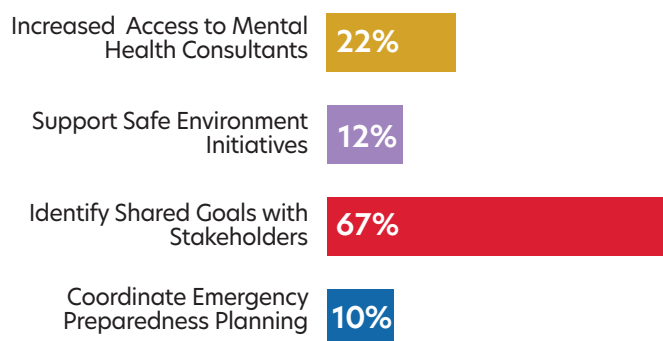 Increased Access to Mental
Health Consultants
22%
Support Safe Environment
Initiatives
12%
Identify Shared Goals with
Stakeholders
67%
Coordinate Emergency
Preparedness Planning
10%